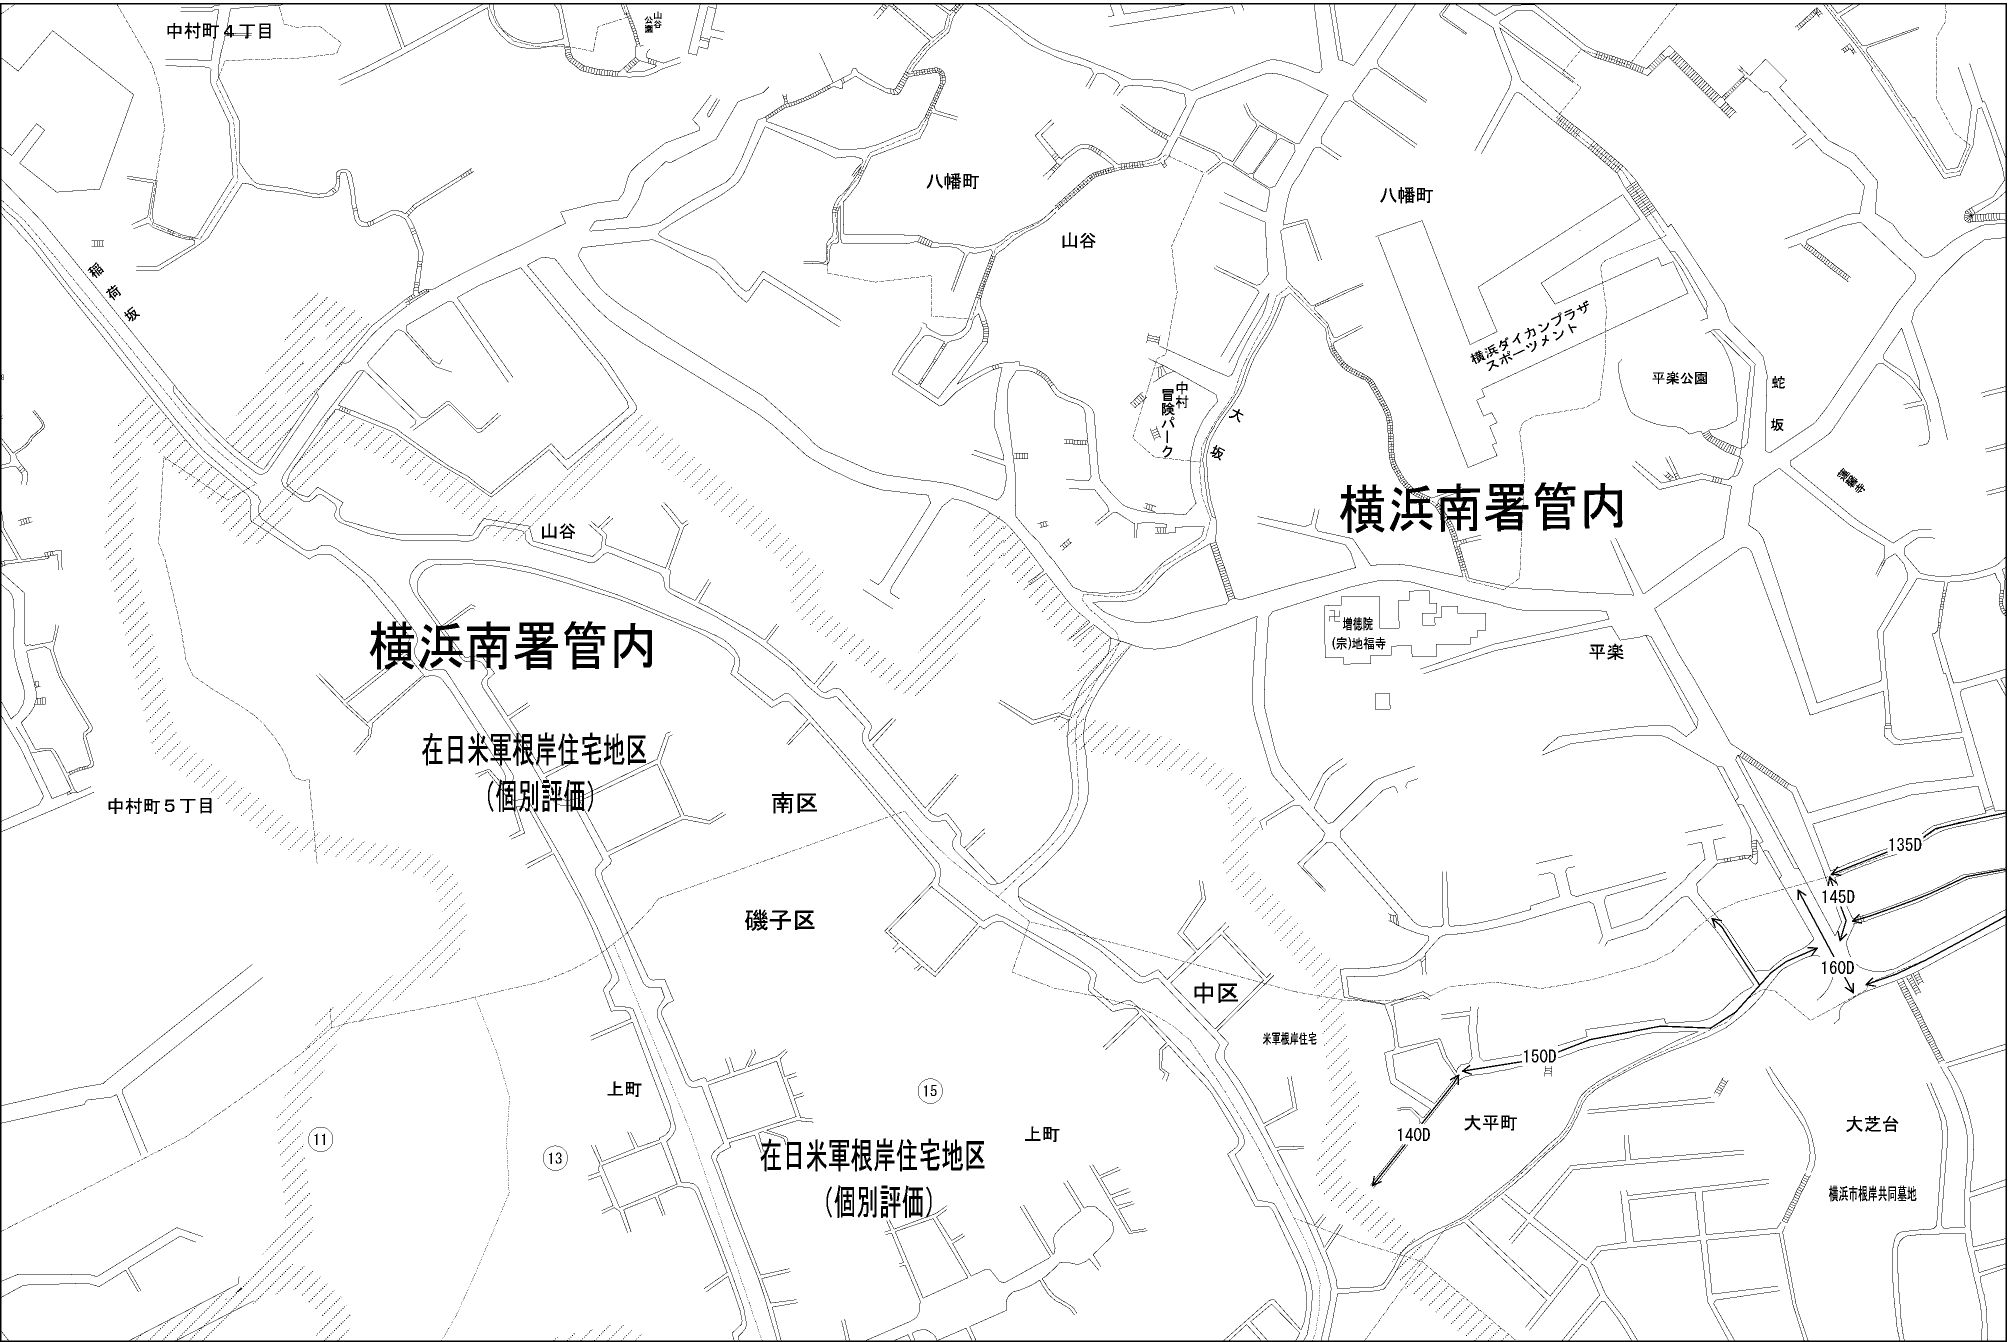 中村町４丁目
山谷
公園
八幡町
八幡町
山谷
稲荷坂
横浜ダイカンプラザ
スポーツメント
平楽公園
蛇坂
中村
冒険パーク
大坂
横浜南署管内
山谷
増徳院
(宗)地福寺
平楽
横浜南署管内
在日米軍根岸住宅地区
(個別評価)
南区
中村町５丁目
135D
145D
磯子区
160D
中区
米軍根岸住宅
150D
上町
15
11
13
上町
140D
大平町
大芝台
在日米軍根岸住宅地区
(個別評価)
横浜市根岸共同墓地